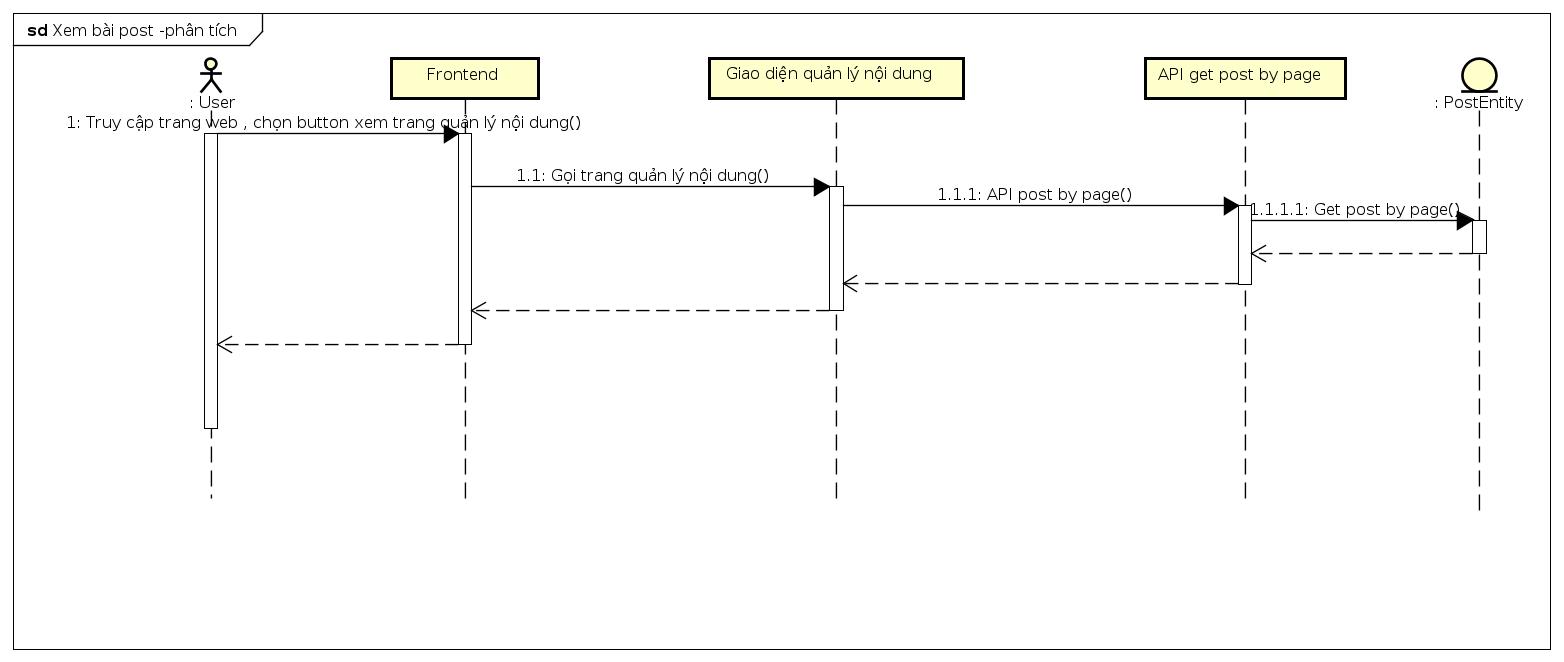 sd Xem bài post -phân tích
: User
Frontend
Giao diện quản lý nội dung
API get post by page
: PostEntity
1: Truy cập trang web , chọn button xem trang quản lý nội dung()
1.1: Gọi trang quản lý nội dung()
1.1.1: API post by page()
1.1.1.1: Get post by page()